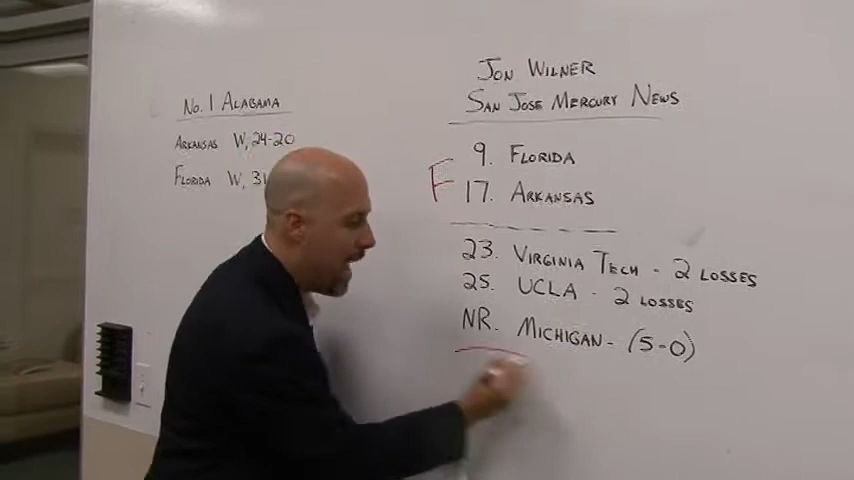 No. 1 ALABAMA
ARKANSAS W, 24-20
FLORIDA W, 31
JON WILNER
SAN JOSE MERCURY NEWS
9. FLORIDA
F
17. ARKANSAS
23. VIRGINIA TECH - 2 LOSSES
25. UCLA - 2 LOSSES
NR. MICHIGAN - (5-0)